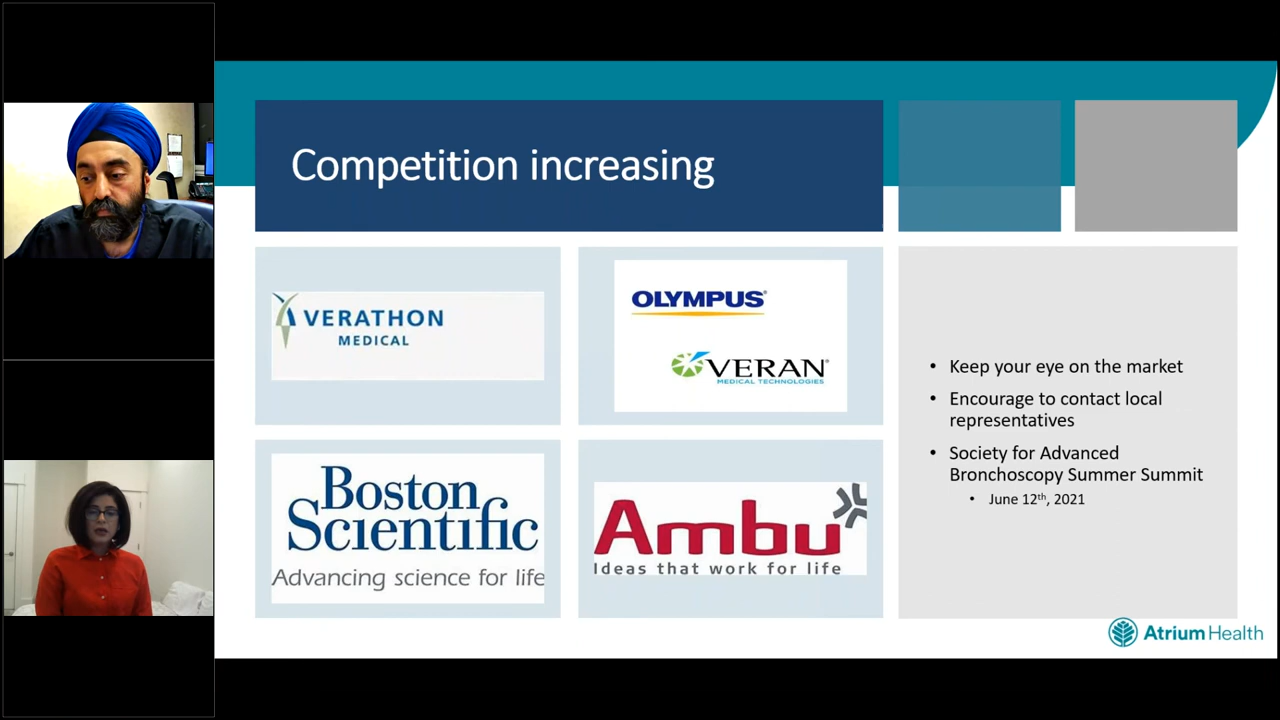 Competition increasing
VERATHON
MEDICAL
OLYMPUS®
VERAN®
MEDICAL TECHNOLOGIES
Boston
Scientific
Advancing science for life
Ambu
Ideas that work for life
• Keep your eye on the market
• Encourage to contact local
representatives
• Society for Advanced
Bronchoscopy Summer Summit
• June 12th, 2021
Atrium Health